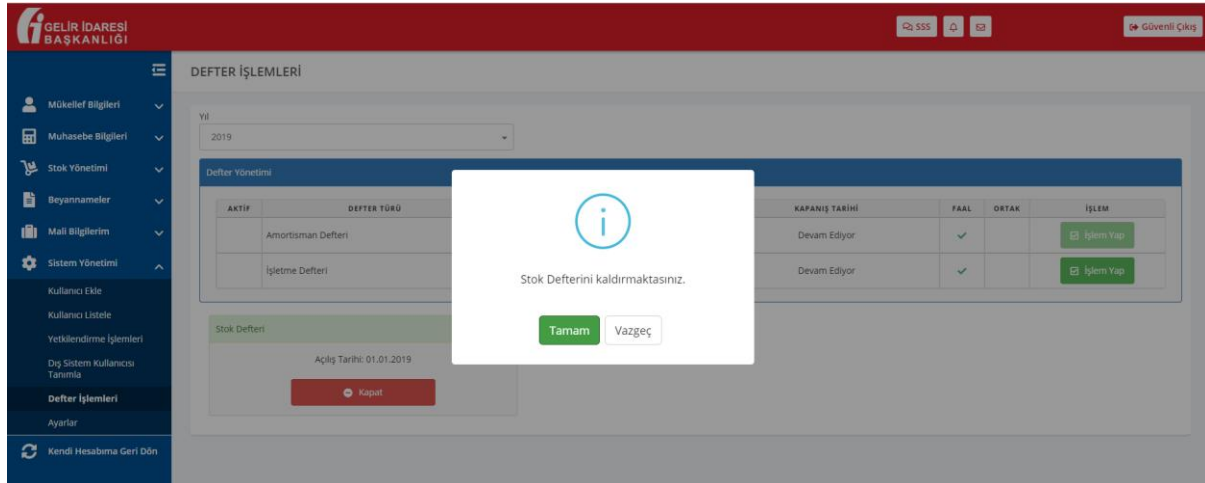 GELİR İDARESİ
BAŞKANLIĞI
SSS
Güvenli Çıkış
DEFTER İŞLEMLERİ
Mükellef Bilgileri
Muhasebe Bilgileri
Stok Yönetimi
Beyannameler
Mali Bilgilerim
Sistem Yönetimi
Kullanıcı Ekle
Kullanıcı Listele
Yetkilendirme İşlemleri
Dış Sistem Kullanıcısı
Tanımla
Defter İşlemleri
Ayarlar
Kendi Hesabıma Geri Dön
Yıl
2019
Defter Yönetimi
AKTİF DEFTER TÜRÜ KAPANIŞ TARİHİ FAAL ORTAK İŞLEM
Amortisman Defteri Devam Ediyor İşlem Yap
İşletme Defteri Devam Ediyor İşlem Yap
Stok Defteri
Açılış Tarihi: 01.01.2019
Kapat
i
Stok Defterini kaldırmaktasınız.
Tamam Vazgeç